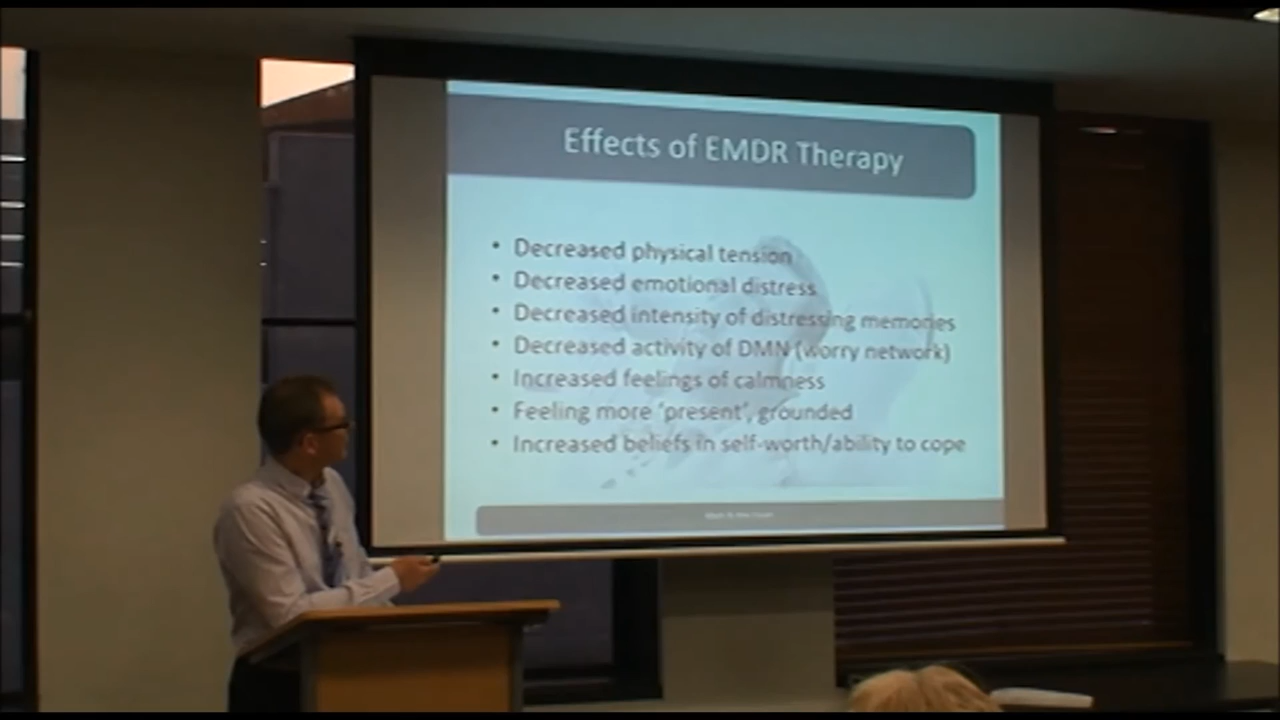 Effects of EMDR Therapy
• Decreased physical tension
• Decreased emotional distress
• Decreased intensity of distressing memories
• Decreased activity of DMN (worry network)
• Increased feelings of calmness
• Feeling more 'present', grounded
• Increased beliefs in self-worth/ability to cope